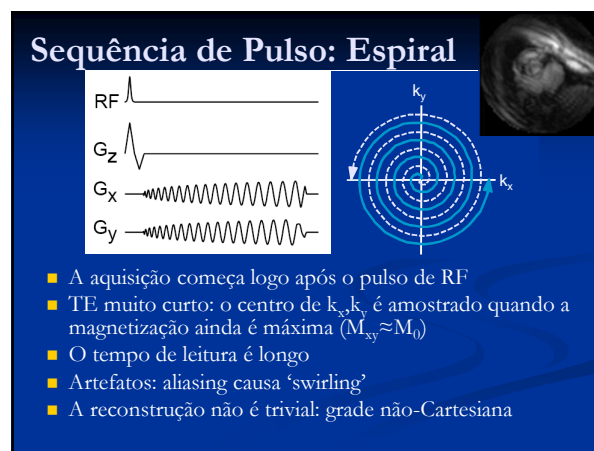 Sequência de Pulso: Espiral
RF
Gz
Gx
Gy
ky
kx
A aquisição começa logo após o pulso de RF
TE muito curto: o centro de kx,ky é amostrado quando a
magnetização ainda é máxima (Mxy≈M0)
O tempo de leitura é longo
Artefatos: aliasing causa ‘swirling’
A reconstrução não é trivial: grade não-Cartesiana